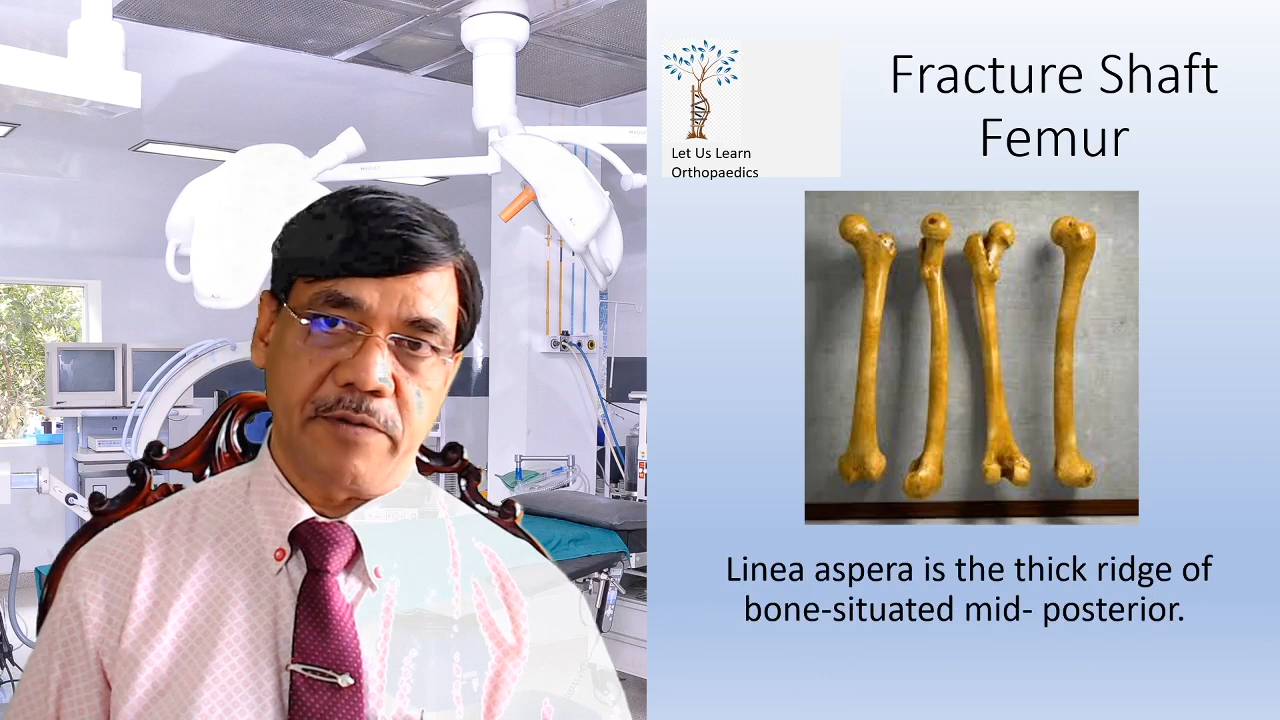 Let Us Learn
Orthopaedics
Fracture Shaft
Femur
Linea aspera is the thick ridge of
bone-situated mid- posterior.